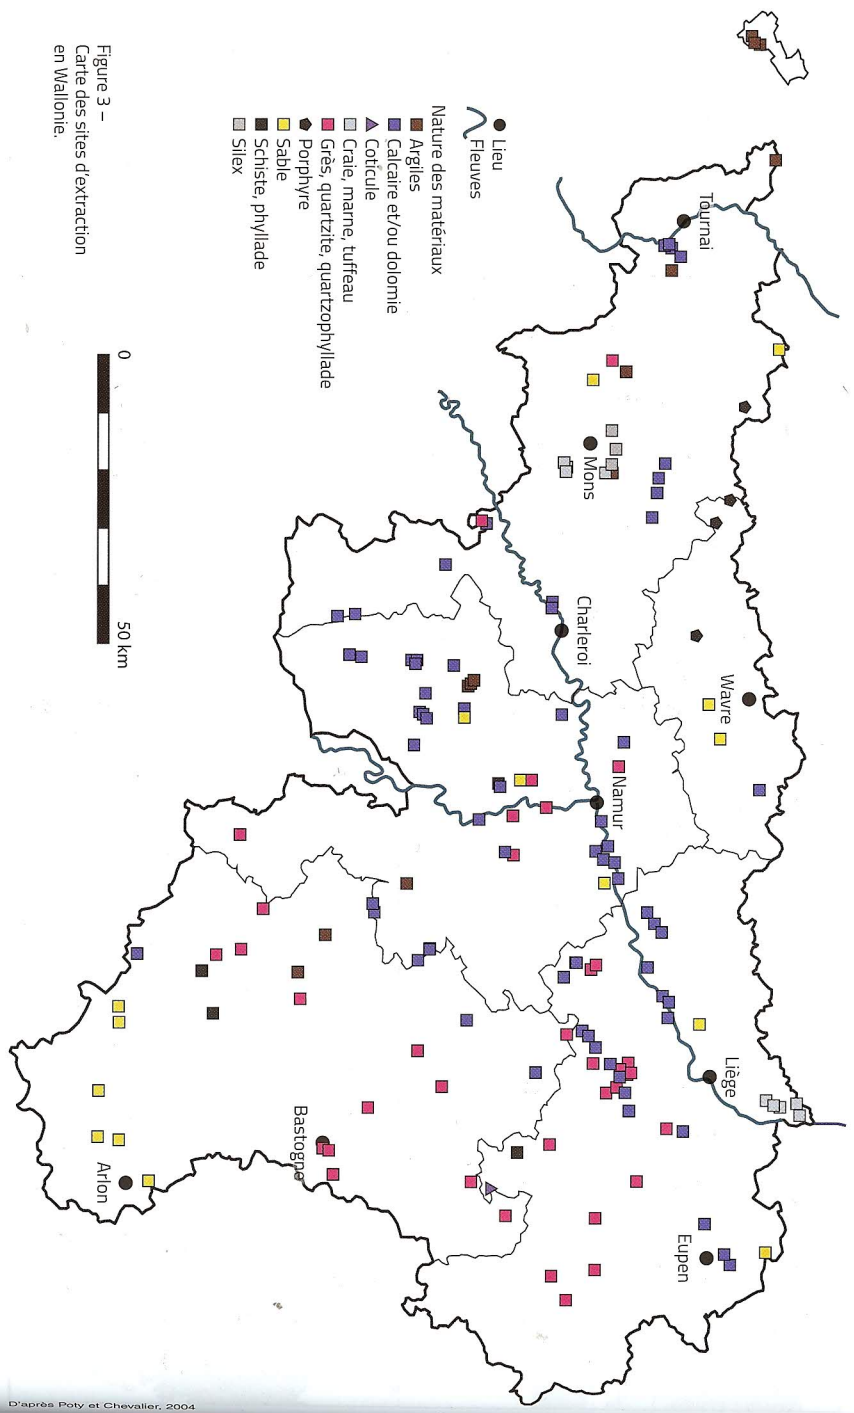 Tournai
Mons
Charleroi
Wavre
Namur
Liège
Eupen
Bastogne
Arlon
Lieu
Fleuves
Nature des matériaux
Argiles
Calcaire et/ou dolomie
Coticule
Craie, marne, tuffeau
Grès, quartzite, quartzophyllade
Porphyre
Sable
Schiste, phyllade
Silex
0
50 km
Figure 3 –
Carte des sites d'extraction
en Wallonie.
D'après Poty et Chevalier, 2004